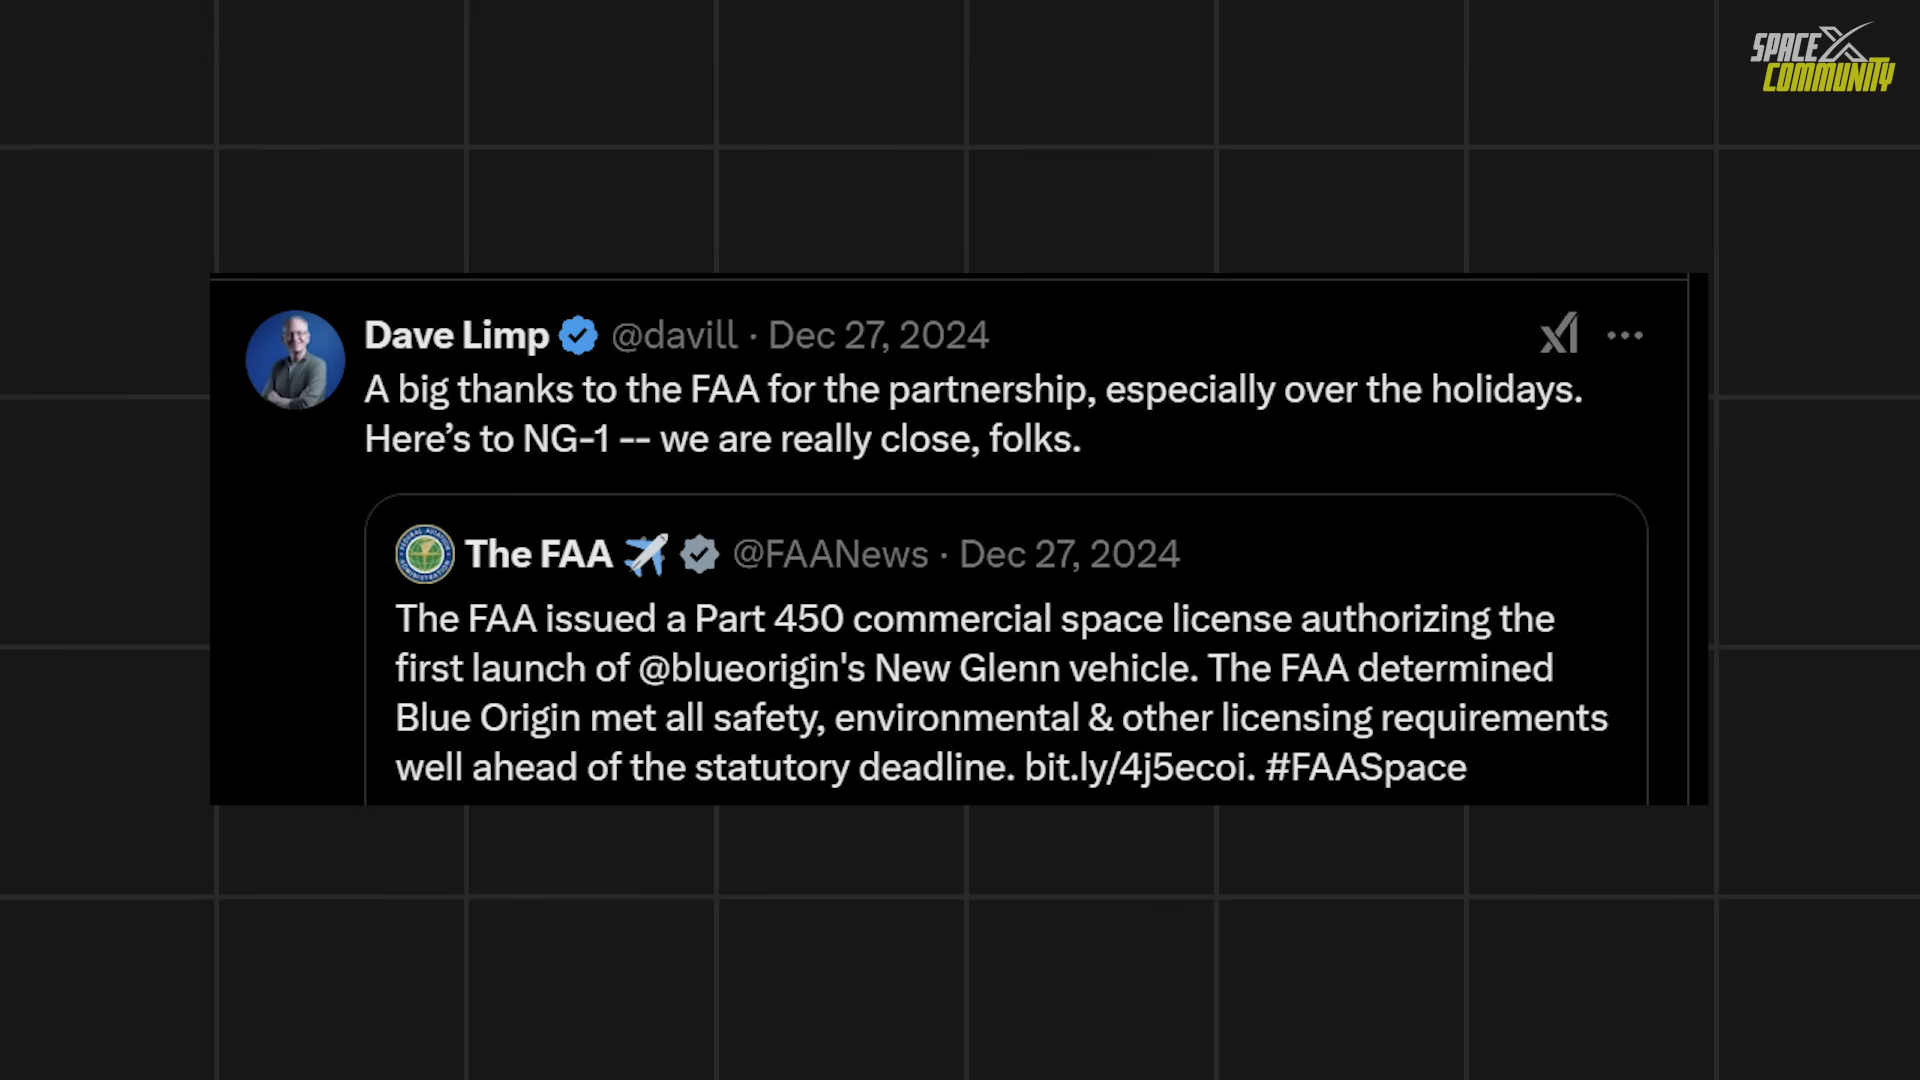 SPACEX
COMMUNITY
Dave Limp @davill · Dec 27, 2024
A big thanks to the FAA for the partnership, especially over the holidays.
Here’s to NG-1 -- we are really close, folks.
The FAA ✈️ @FAANews · Dec 27, 2024
The FAA issued a Part 450 commercial space license authorizing the
first launch of @blueorigin's New Glenn vehicle. The FAA determined
Blue Origin met all safety, environmental & other licensing requirements
well ahead of the statutory deadline. bit.ly/4j5ecoi. #FAASpace